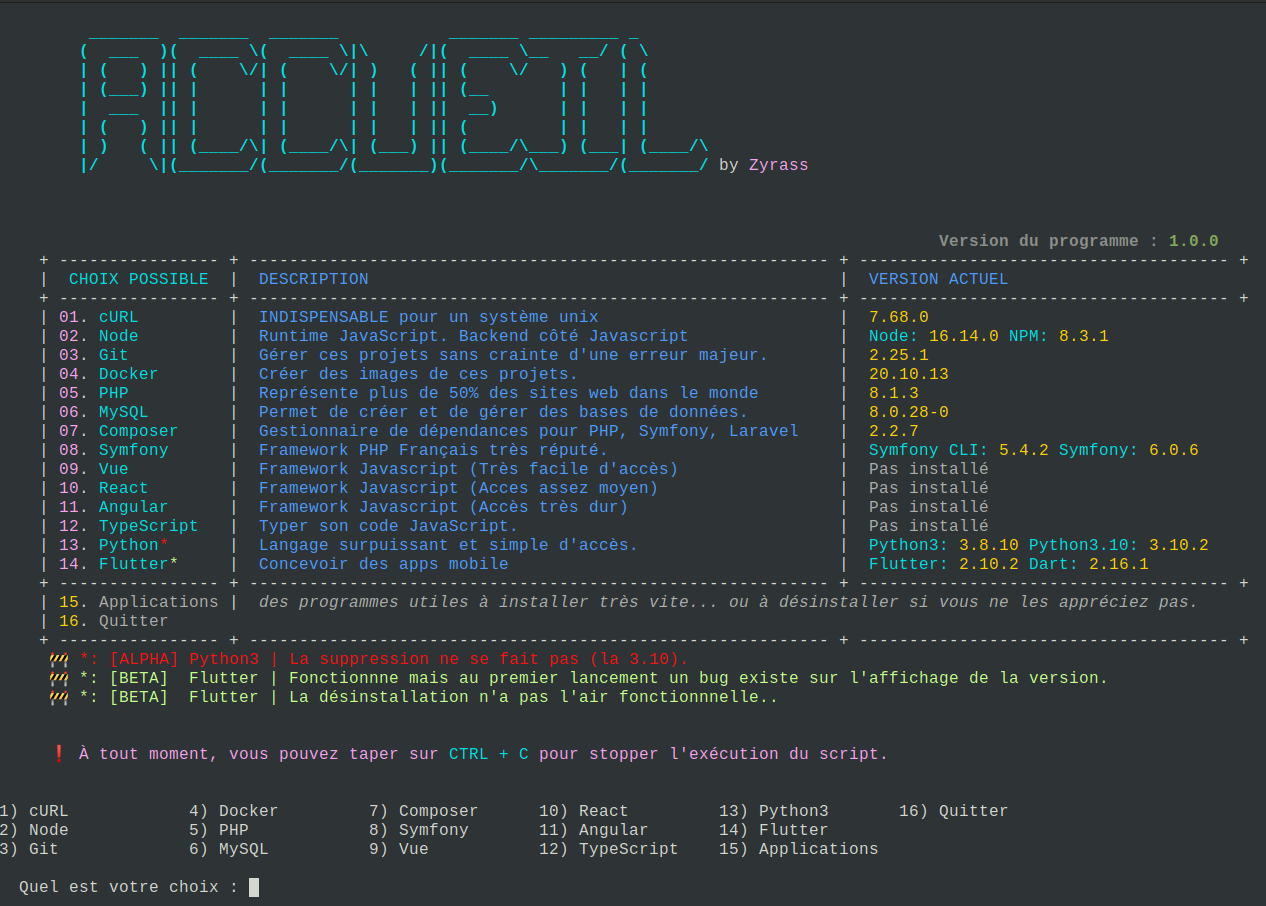 ACCUEIL by Zyrass
Version du programme : 1.0.0
+ ---------------- + ---------------------------------------------------------- + ------------------------------------- +
|  CHOIX POSSIBLE  |  DESCRIPTION                                               |  VERSION ACTUEL
+ ---------------- + ---------------------------------------------------------- + ------------------------------------- +
| 01. cURL         |  INDISPENSABLE pour un système unix                        |  7.68.0
| 02. Node         |  Runtime JavaScript. Backend côté Javascript               |  Node: 16.14.0 NPM: 8.3.1
| 03. Git          |  Gérer ces projets sans crainte d'une erreur majeur.       |  2.25.1
| 04. Docker       |  Créer des images de ces projets.                          |  20.10.13
| 05. PHP          |  Représente plus de 50% des sites web dans le monde        |  8.1.3
| 06. MySQL        |  Permet de créer et de gérer des bases de données.         |  8.0.28-0
| 07. Composer     |  Gestionnaire de dépendances pour PHP, Symfony, Laravel    |  2.2.7
| 08. Symfony      |  Framework PHP Français très réputé.                       |  Symfony CLI: 5.4.2 Symfony: 6.0.6
| 09. Vue          |  Framework Javascript (Très facile d'accès)                |  Pas installé
| 10. React        |  Framework Javascript (Acces assez moyen)                  |  Pas installé
| 11. Angular      |  Framework Javascript (Accès très dur)                     |  Pas installé
| 12. TypeScript   |  Typer son code JavaScript.                                |  Pas installé
| 13. Python*      |  Langage surpuissant et simple d'accès.                    |  Python3: 3.8.10 Python3.10: 3.10.2
| 14. Flutter*     |  Concevoir des apps mobile                                 |  Flutter: 2.10.2 Dart: 2.16.1
+ ---------------- + ---------------------------------------------------------- + ------------------------------------- +
| 15. Applications |  des programmes utiles à installer très vite... ou à désinstaller si vous ne les appréciez pas.
| 16. Quitter
+ ---------------- + ---------------------------------------------------------- + ------------------------------------- +
🚧 *: [ALPHA] Python3 | La suppression ne se fait pas (la 3.10).
🚧 *: [BETA]  Flutter | Fonctionnne mais au premier lancement un bug existe sur l'affichage de la version.
🚧 *: [BETA]  Flutter | La désinstallation n'a pas l'air fonctionnnelle..
❗ À tout moment, vous pouvez taper sur CTRL + C pour stopper l'exécution du script.
1) cURL            4) Docker         7) Composer      10) React         13) Python3       16) Quitter
2) Node            5) PHP            8) Symfony       11) Angular       14) Flutter
3) Git             6) MySQL          9) Vue           12) TypeScript    15) Applications
Quel est votre choix :